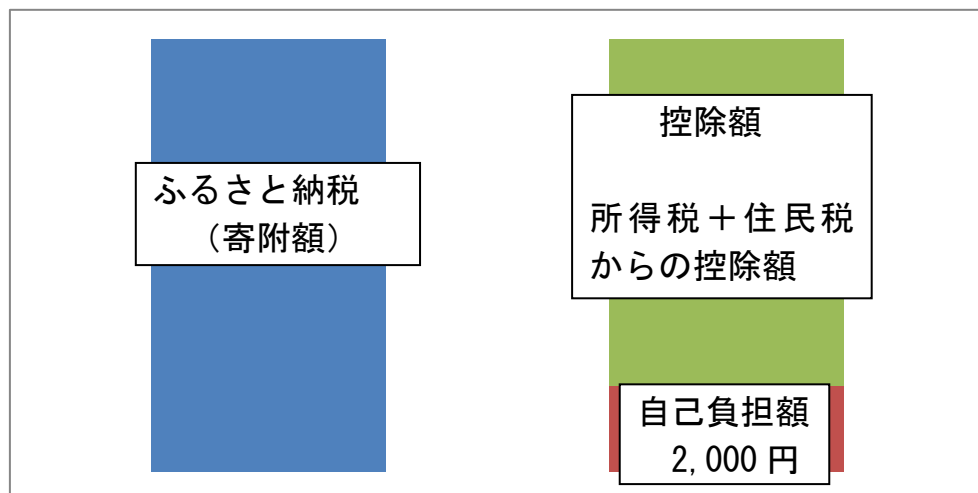 ふるさと納税
（寄附額）
控除額
所得税＋住民税
からの控除額
自己負担額
2,000円